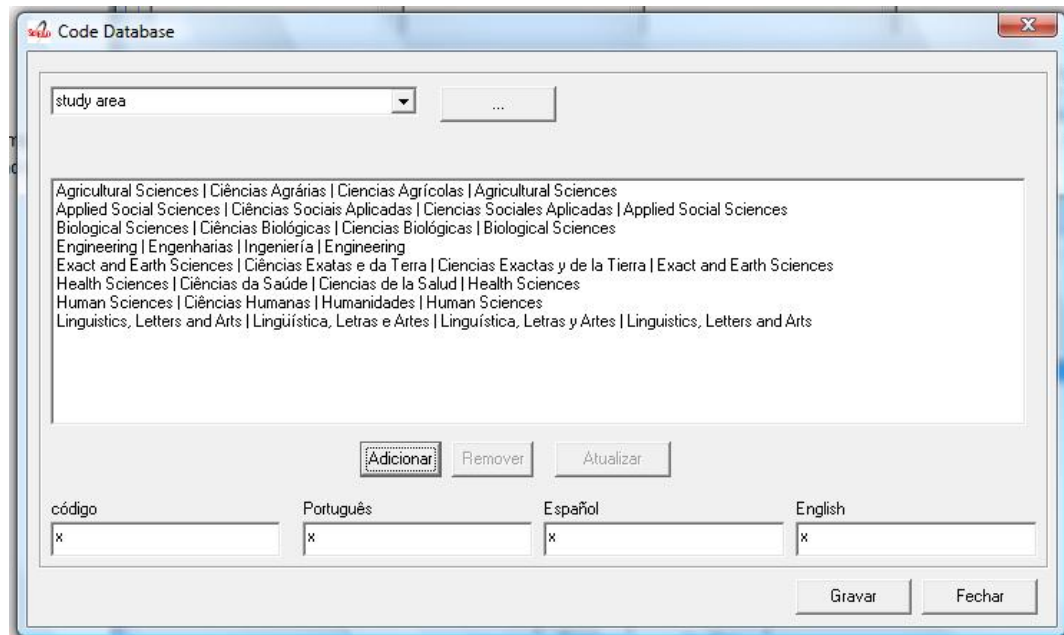 SciELO Code Database
study area
...
Agricultural Sciences | Ciências Agrárias | Ciencias Agrícolas | Agricultural Sciences
Applied Social Sciences | Ciências Sociais Aplicadas | Ciencias Sociales Aplicadas | Applied Social Sciences
Biological Sciences | Ciências Biológicas | Ciencias Biológicas | Biological Sciences
Engineering | Engenharias | Ingeniería | Engineering
Exact and Earth Sciences | Ciências Exatas e da Terra | Ciencias Exactas y de la Tierra | Exact and Earth Sciences
Health Sciences | Ciências da Saúde | Ciencias de la Salud | Health Sciences
Human Sciences | Ciências Humanas | Humanidades | Human Sciences
Linguistics, Letters and Arts | Lingüística, Letras e Artes | Linguística, Letras y Artes | Linguistics, Letters and Arts
Adicionar Remover Atualizar
código Português Español English
x x x x
Gravar Fechar